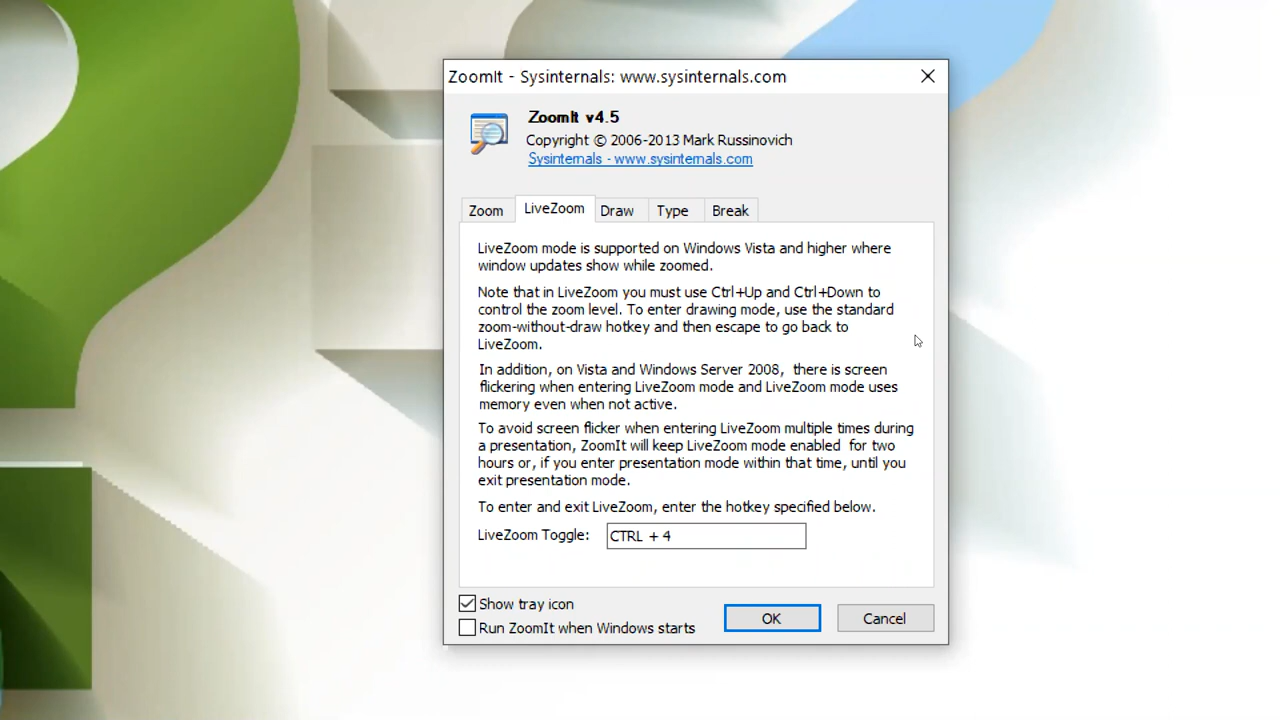 ZoomIt - Sysinternals: www.sysinternals.com
ZoomIt v4.5
Copyright © 2006-2013 Mark Russinovich
Sysinternals - www.sysinternals.com
Zoom LiveZoom Draw Type Break
LiveZoom mode is supported on Windows Vista and higher where
window updates show while zoomed.
Note that in LiveZoom you must use Ctrl+Up and Ctrl+Down to
control the zoom level. To enter drawing mode, use the standard
zoom-without-draw hotkey and then escape to go back to
LiveZoom.
In addition, on Vista and Windows Server 2008, there is screen
flickering when entering LiveZoom mode and LiveZoom mode uses
memory even when not active.
To avoid screen flicker when entering LiveZoom multiple times during
a presentation, ZoomIt will keep LiveZoom mode enabled for two
hours or, if you enter presentation mode within that time, until you
exit presentation mode.
To enter and exit LiveZoom, enter the hotkey specified below.
LiveZoom Toggle: CTRL + 4
Show tray icon
Run ZoomIt when Windows starts
OK Cancel